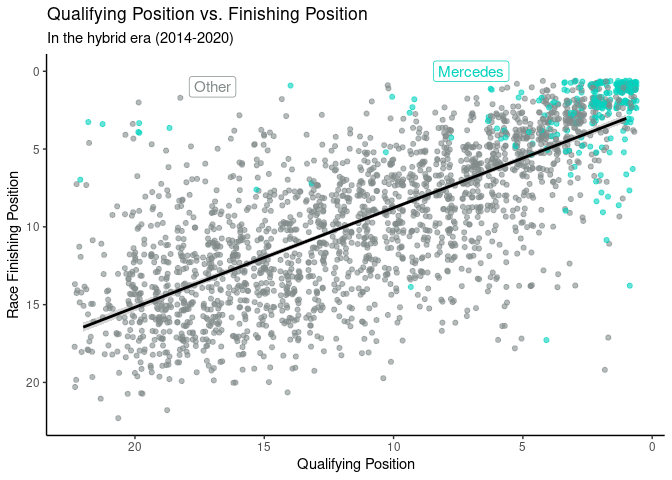 Qualifying Position vs. Finishing Position
In the hybrid era (2014-2020)
0
Mercedes
Other
5
10
15
20
Race Finishing Position
20
15
10
5
0
Qualifying Position